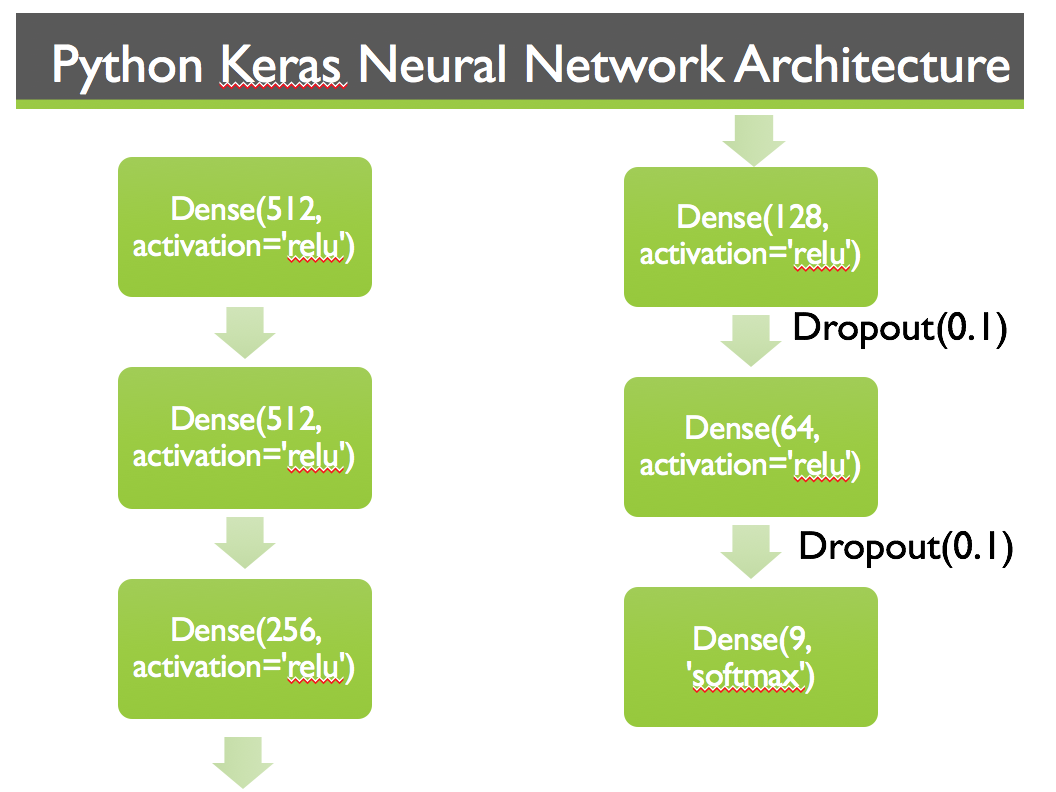 Python Keras Neural Network Architecture
Dense(512,
activation='relu')
Dense(512,
activation='relu')
Dense(256,
activation='relu')
Dense(128,
activation='relu')
Dropout(0.1)
Dense(64,
activation='relu')
Dropout(0.1)
Dense(9,
'softmax')